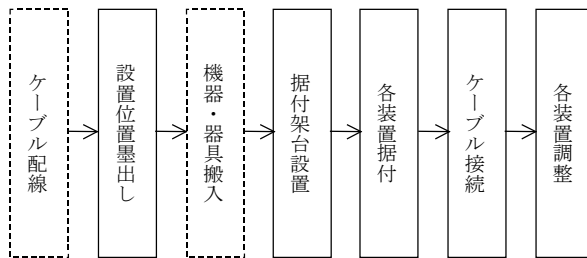 ケーブル配線
設置位置墨出し
機器・器具搬入
据付架台設置
各装置据付
ケーブル接続
各装置調整